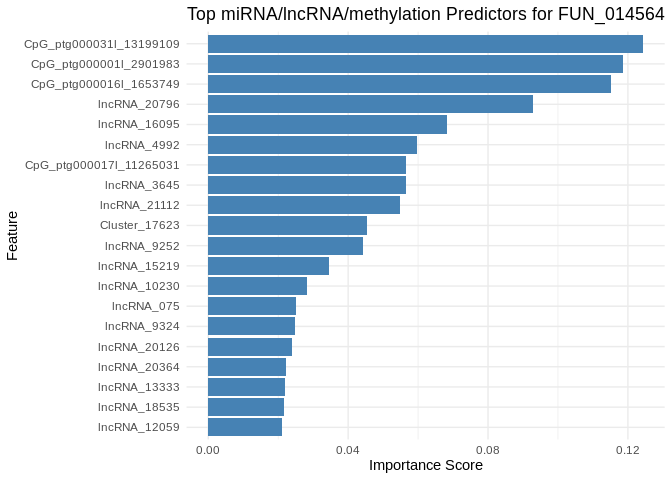 Top miRNA/lncRNA/methylation Predictors for FUN_014564
Feature
CpG_ptg000031l_13199109
CpG_ptg000001l_2901983
CpG_ptg000016l_1653749
lncRNA_20796
lncRNA_16095
lncRNA_4992
CpG_ptg000017l_11265031
lncRNA_3645
lncRNA_21112
Cluster_17623
lncRNA_9252
lncRNA_15219
lncRNA_10230
lncRNA_075
lncRNA_9324
lncRNA_20126
lncRNA_20364
lncRNA_13333
lncRNA_18535
lncRNA_12059
0.00 0.04 0.08 0.12
Importance Score